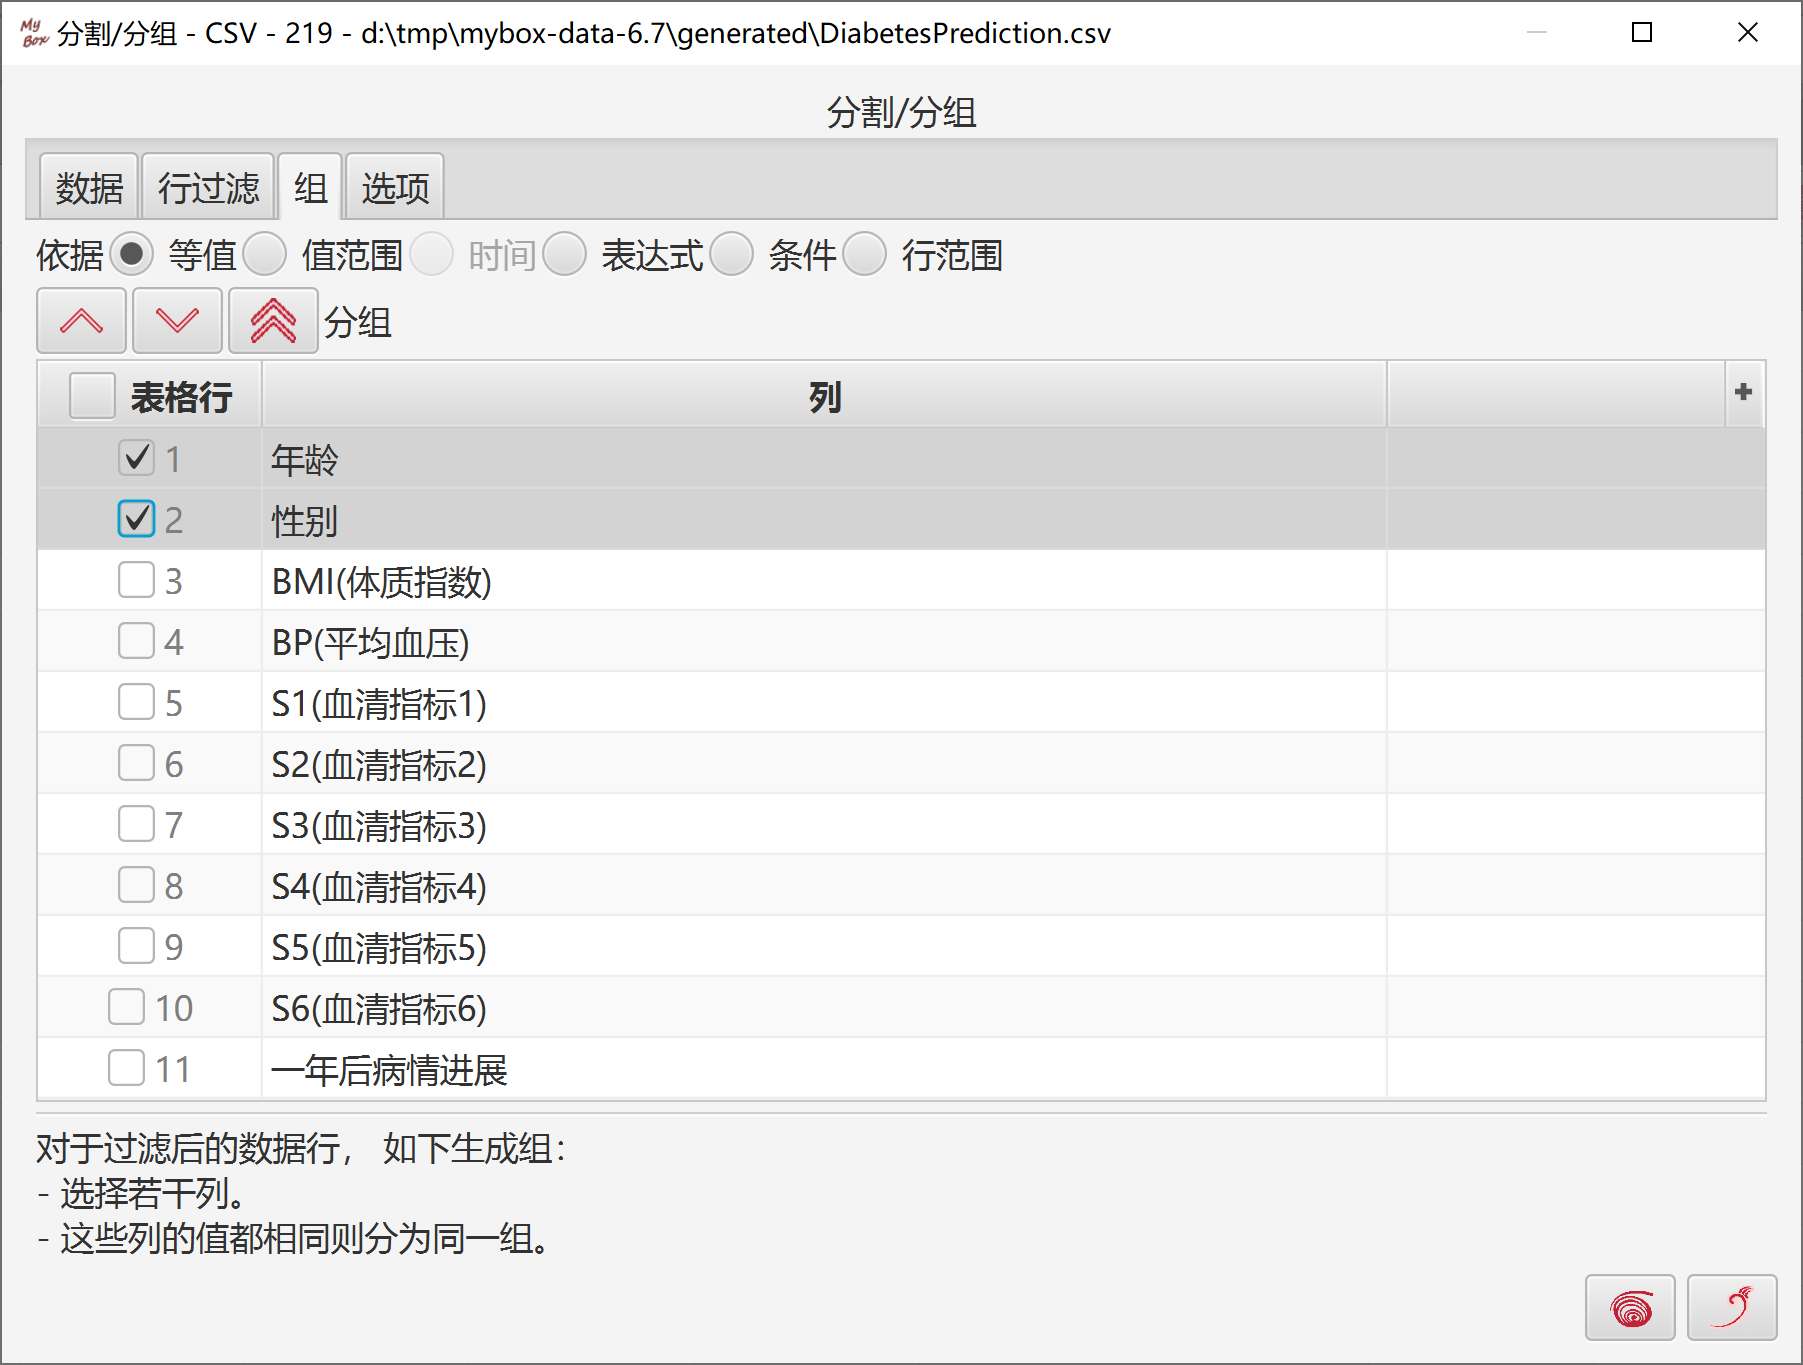 My Box 分割/分组 - CSV - 219 - d:\tmp\mybox-data-6.7\generated\DiabetesPrediction.csv
分割/分组
数据 行过滤 组 选项
依据 等值 值范围 时间 表达式 条件 行范围
分组
表格行 列 +
1 年龄
2 性别
3 BMI(体质指数)
4 BP(平均血压)
5 S1(血清指标1)
6 S2(血清指标2)
7 S3(血清指标3)
8 S4(血清指标4)
9 S5(血清指标5)
10 S6(血清指标6)
11 一年后病情进展
对于过滤后的数据行， 如下生成组：
- 选择若干列。
- 这些列的值都相同则分为同一组。